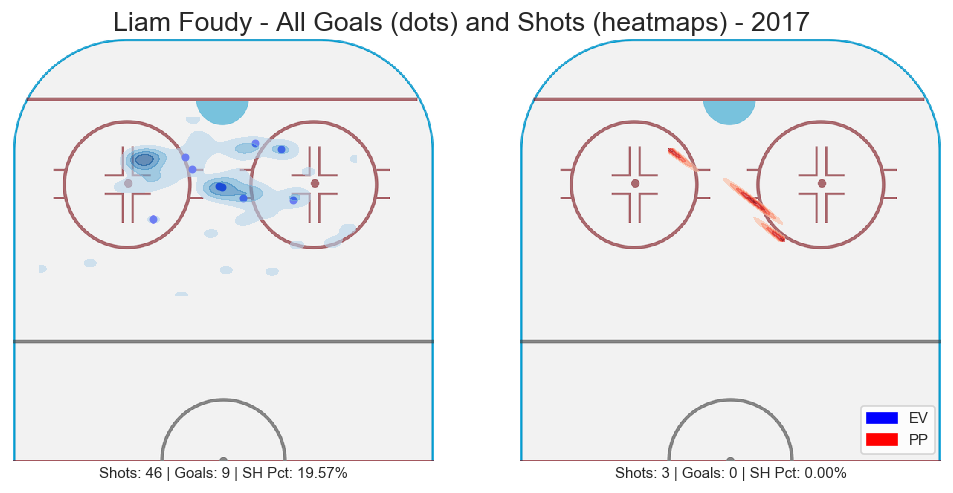 Liam Foudy - All Goals (dots) and Shots (heatmaps) - 2017
EV
PP
Shots: 46 | Goals: 9 | SH Pct: 19.57%
Shots: 3 | Goals: 0 | SH Pct: 0.00%